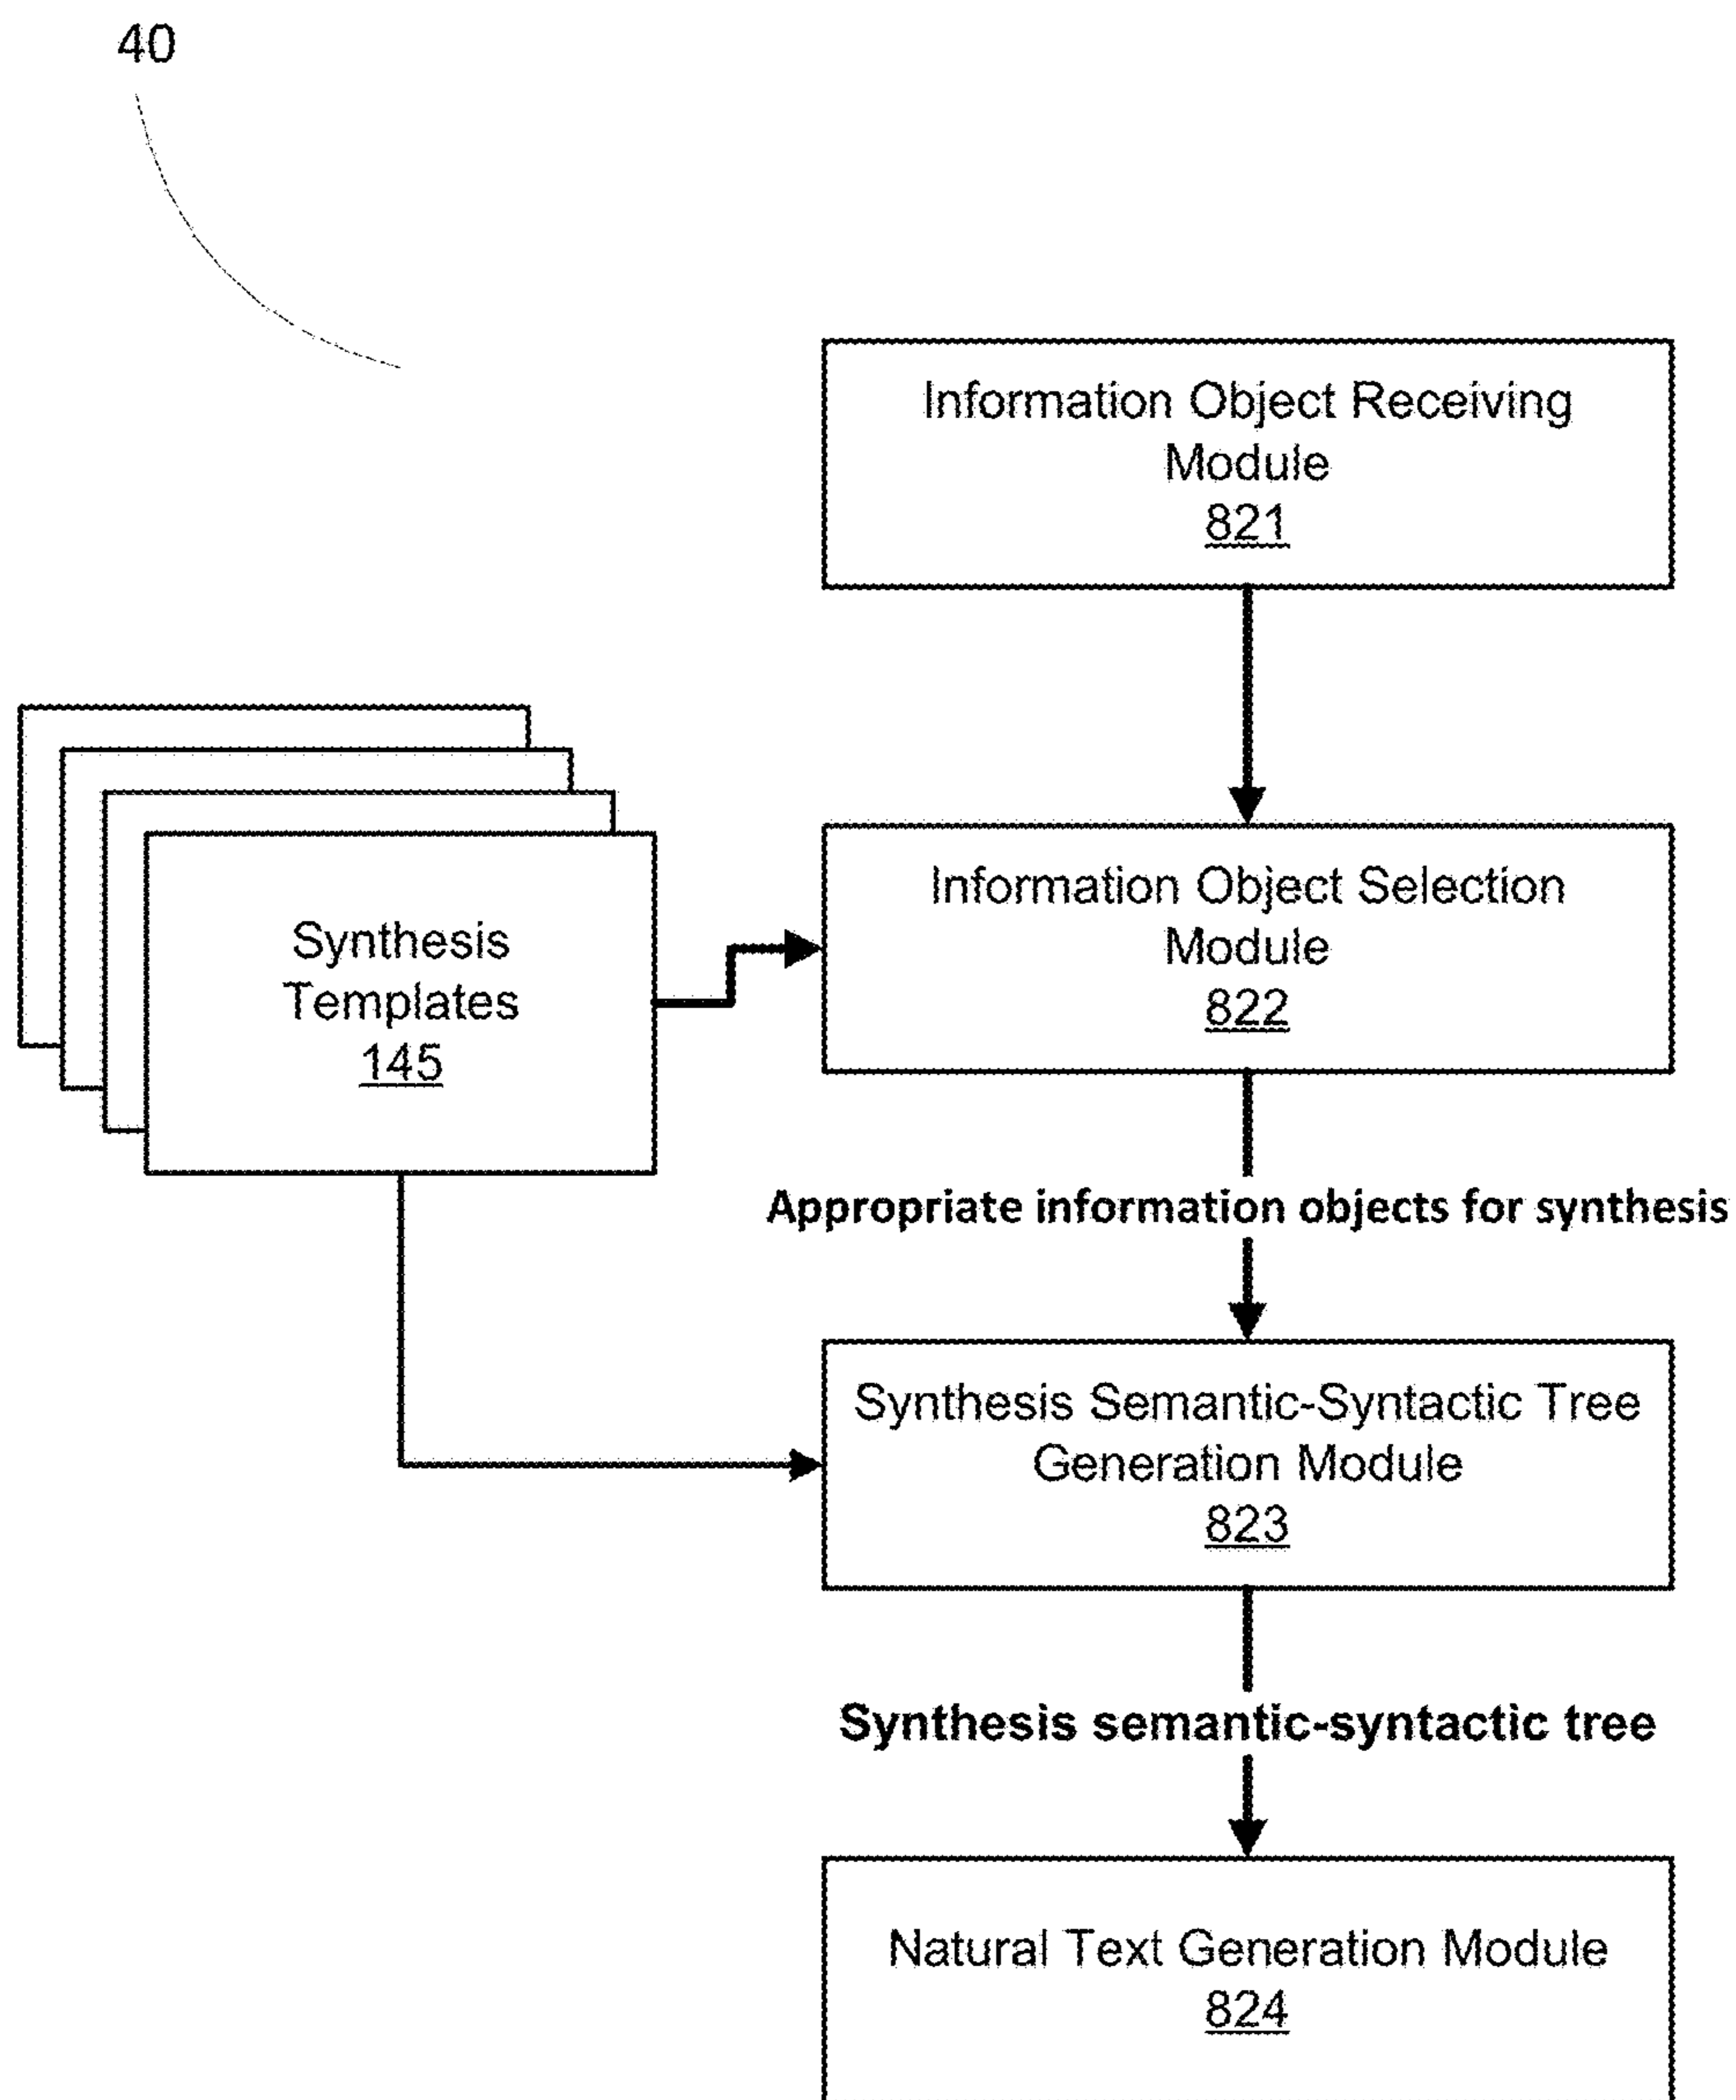 40
Information Object Receiving
Module
821
Synthesis
Templates
145
Information Object Selection
Module
822
Appropriate information objects for synthesis
Synthesis Semantic-Syntactic Tree
Generation Module
823
Synthesis semantic-syntactic tree
Natural Text Generation Module
824